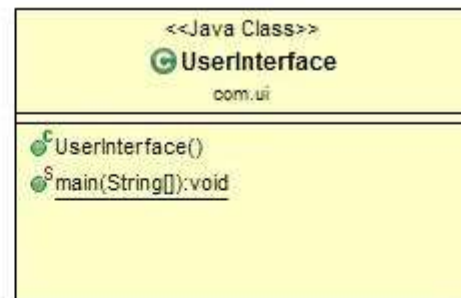 <<Java Class>>
UserInterface
com.ui
UserInterface()
main(String[]):void